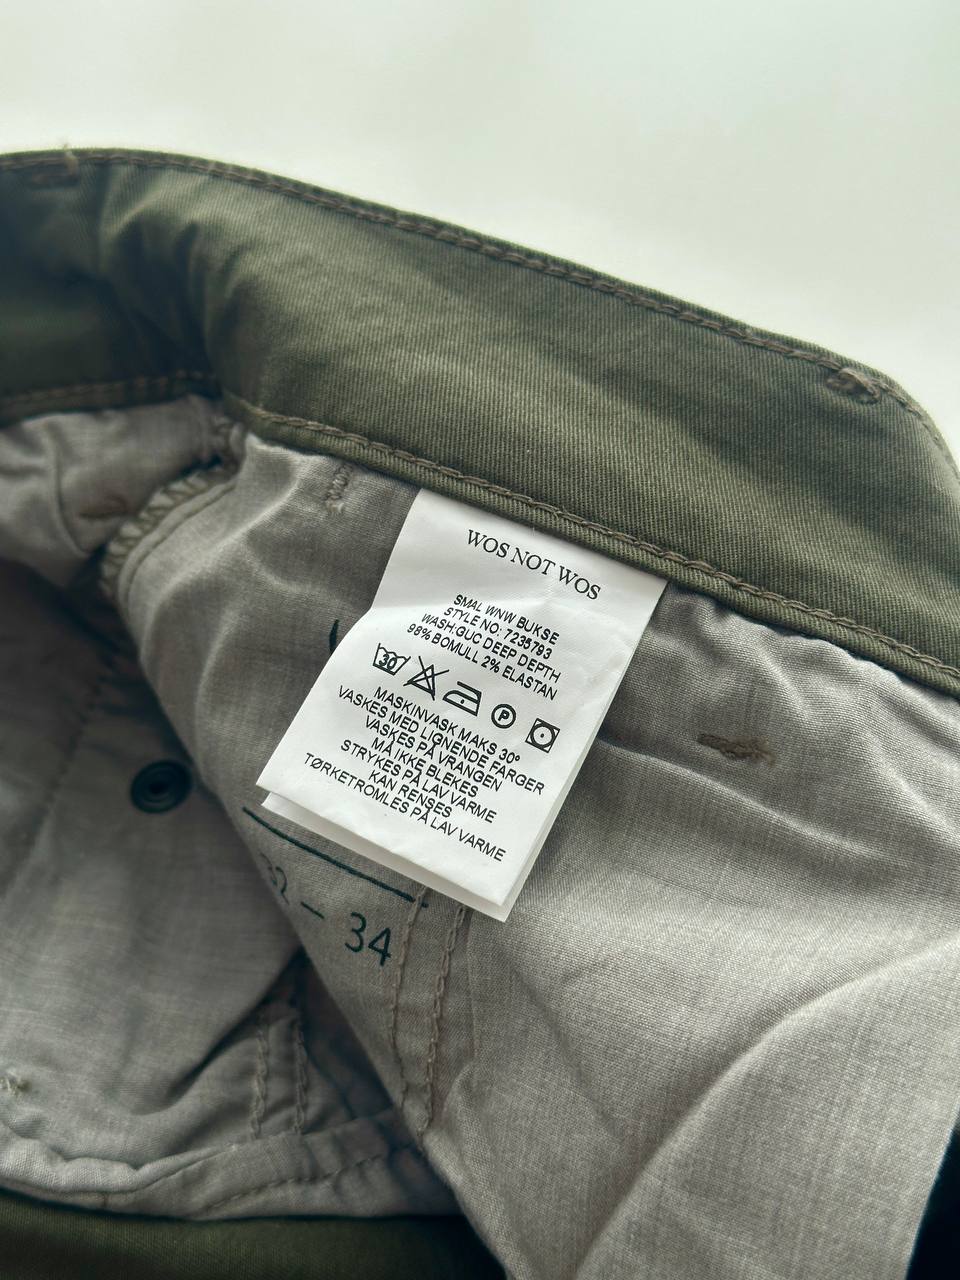 WOS NOT WOS
SMAL WNW BUKSE
STYLE NO: 7235793
WASH:GUC DEEP DEPTH
98% BOMULL 2% ELASTAN
30
P
MASKINVASK MAKS 30°
VASKES MED LIGNENDE FARGER
VASKES PÅ VRANGEN
MÅ IKKE BLEKES
STRYKES PÅ LAV VARME
KAN RENSES
TØRKETROMLES PÅ LAV VARME
32 – 34